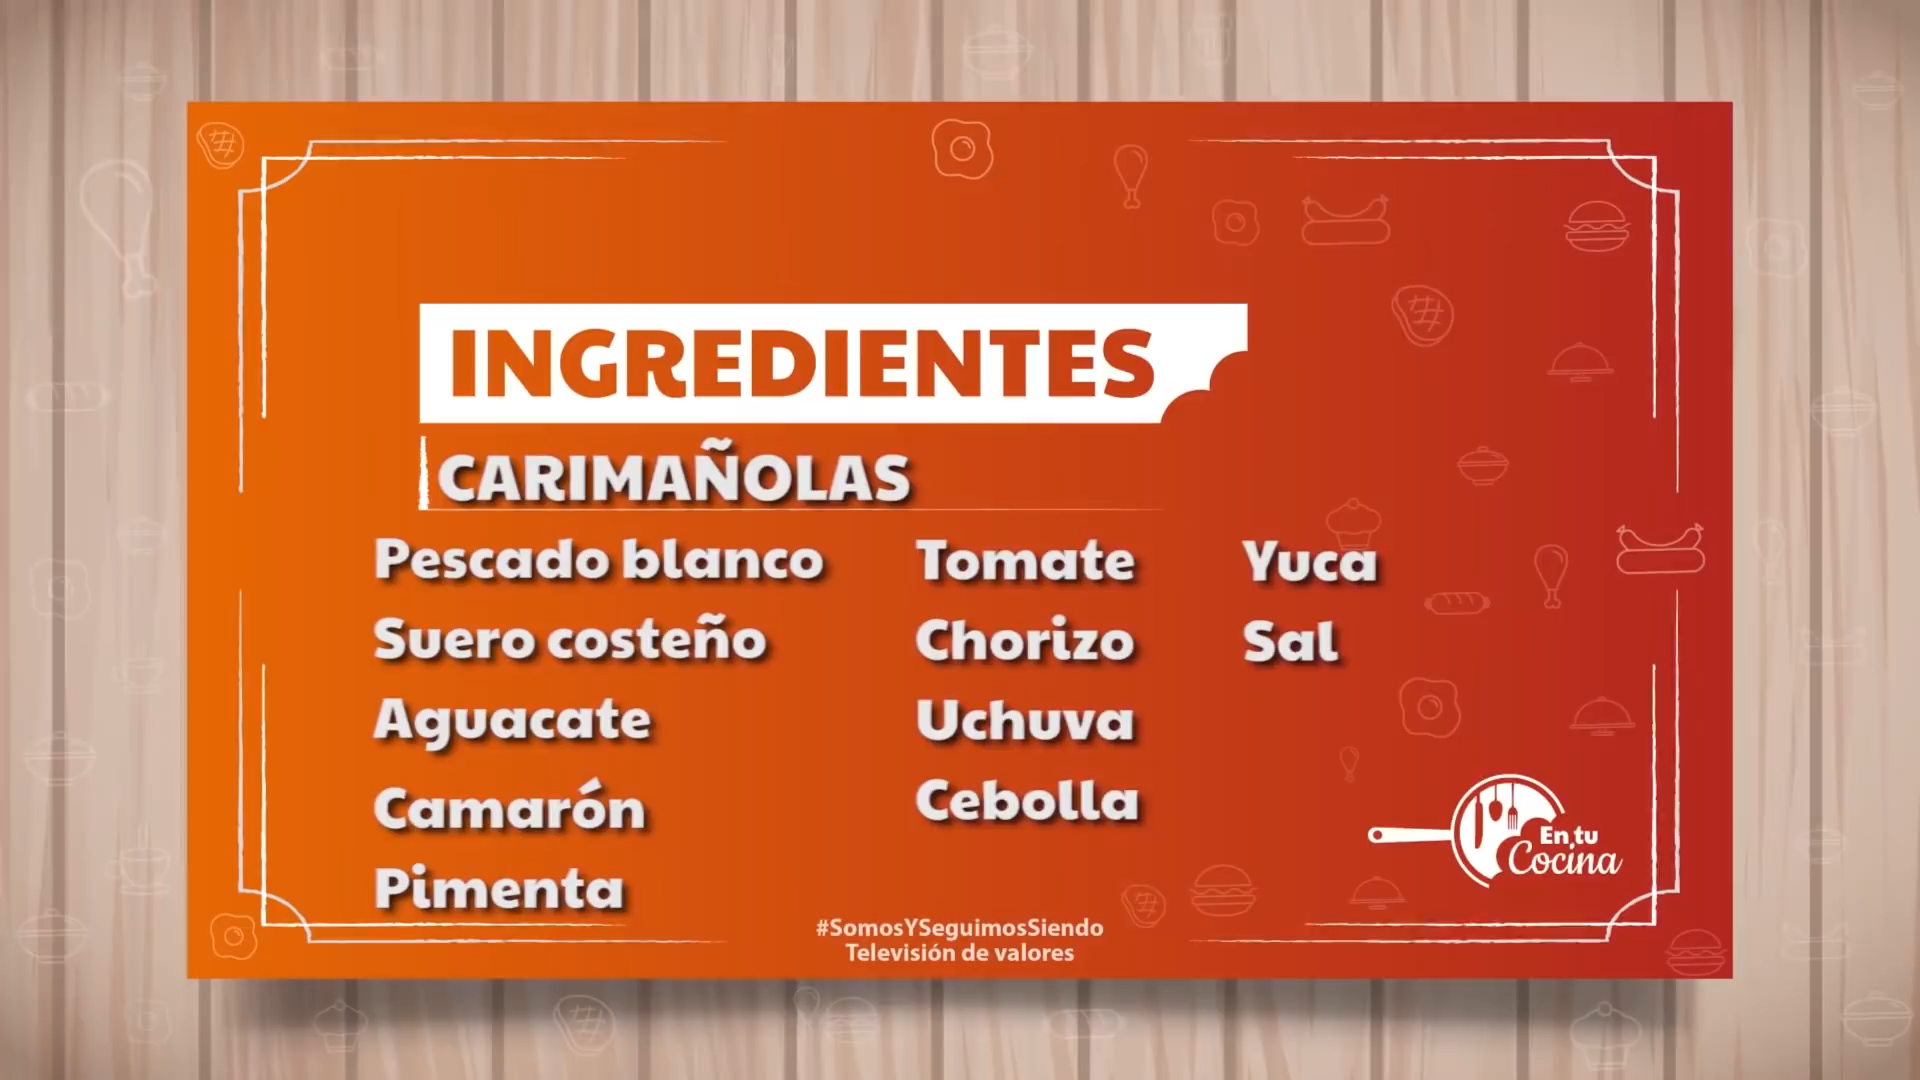 INGREDIENTES
CARIMAÑOLAS
Pescado blanco
Suero costeño
Aguacate
Camarón
Pimenta
Tomate
Chorizo
Uchuva
Cebolla
Yuca
Sal
En tu
Cocina
#SomosYSeguimosSiendo
Televisión de valores